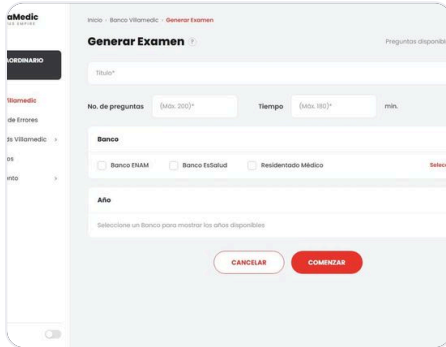 aMedic
Inicio - Banco Villamedic - Generar Examen
Generar Examen ?
Preguntas disponibl
AORDINARIO
Título*
No. de preguntas (Máx. 200)* Tiempo (Máx. 180)* min.
Villamedic
de Errores
Banco
Villamedic >
Banco ENAM Banco EsSalud Residentado Médico Selecc
os
nto >
Año
Seleccione un Banco para mostrar los años disponibles
CANCELAR COMENZAR